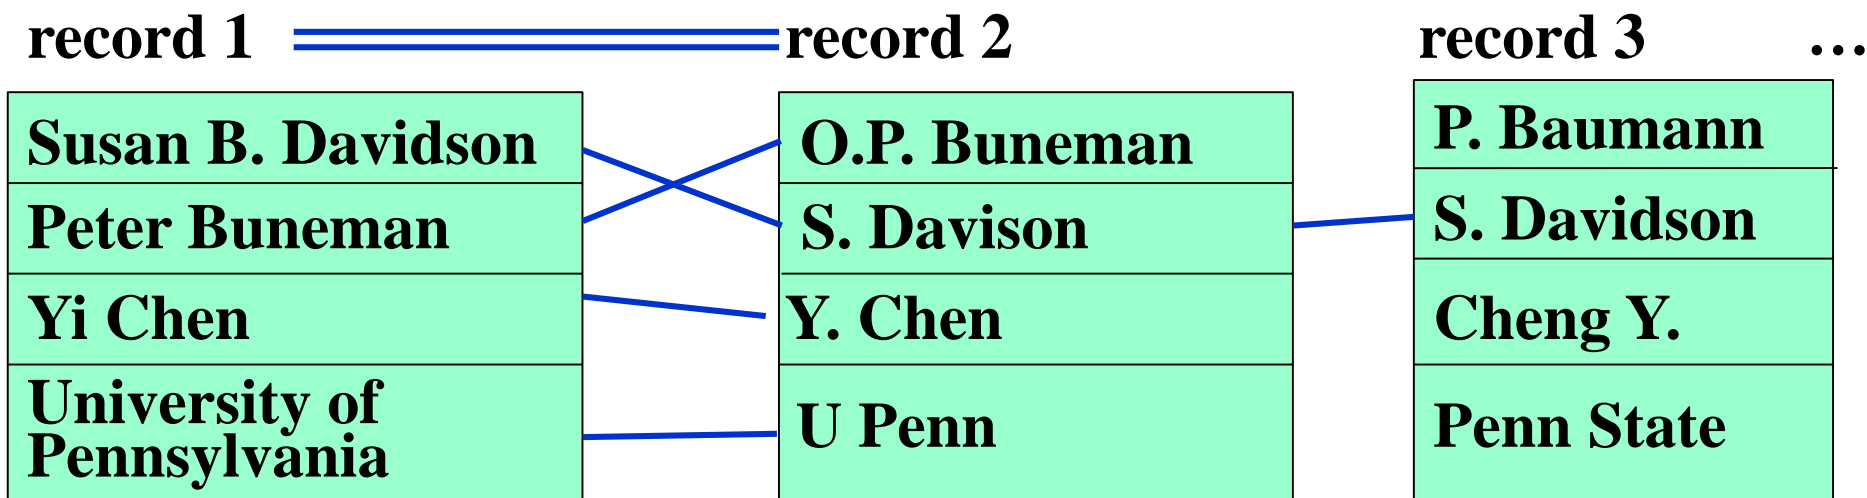 record 1
record 2
record 3
...
Susan B. Davidson
Peter Buneman
Yi Chen
University of
Pennsylvania
O.P. Buneman
S. Davison
Y. Chen
U Penn
P. Baumann
S. Davidson
Cheng Y.
Penn State